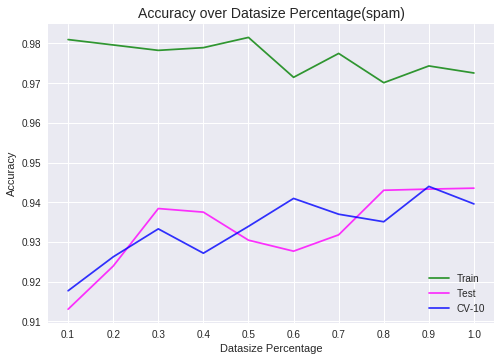 Accuracy over Datasize Percentage(spam)
Accuracy
0.98
0.97
0.96
0.95
0.94
0.93
0.92
0.91
Train
Test
CV-10
0.1 0.2 0.3 0.4 0.5 0.6 0.7 0.8 0.9 1.0
Datasize Percentage